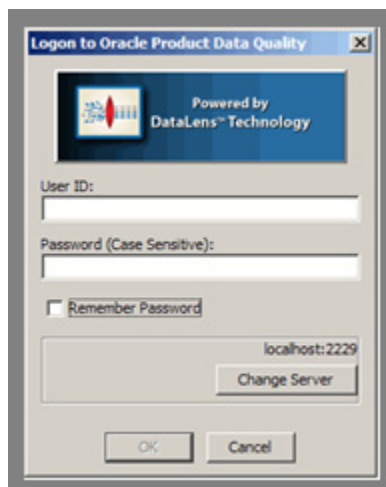 Logon to Oracle Product Data Quality
Powered by
DataLens™ Technology
User ID:
Password (Case Sensitive):
Remember Password
localhost:2229
Change Server
OK
Cancel